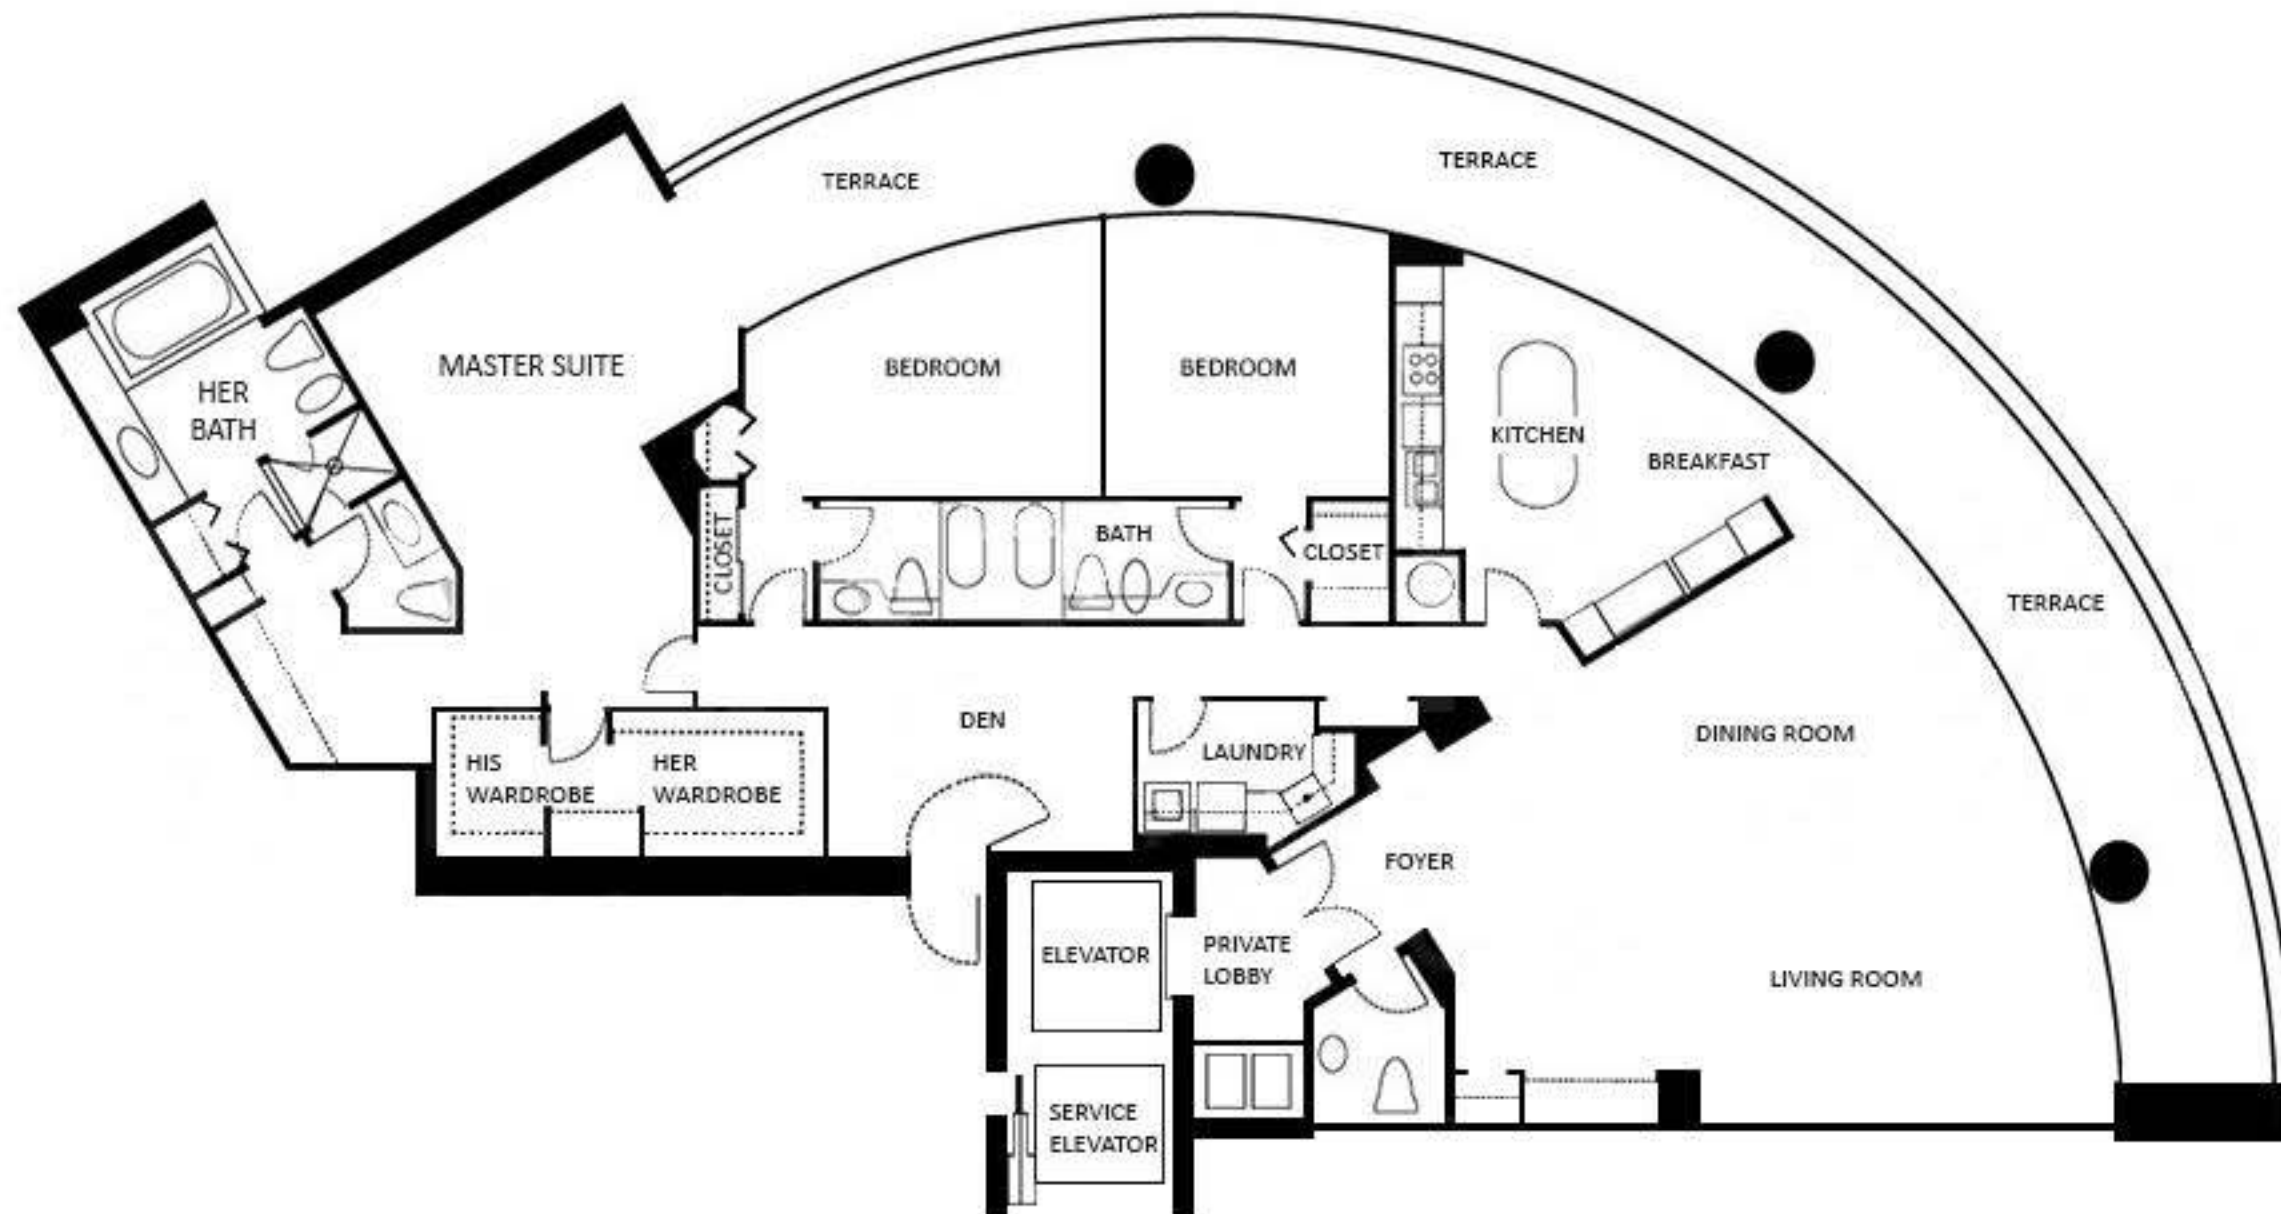 TERRACE
TERRACE
MASTER SUITE
BEDROOM
BEDROOM
HER
BATH
KITCHEN
BREAKFAST
CLOSET
BATH
CLOSET
TERRACE
DEN
LAUNDRY
DINING ROOM
HIS
WARDROBE
HER
WARDROBE
FOYER
ELEVATOR
PRIVATE
LOBBY
LIVING ROOM
SERVICE
ELEVATOR